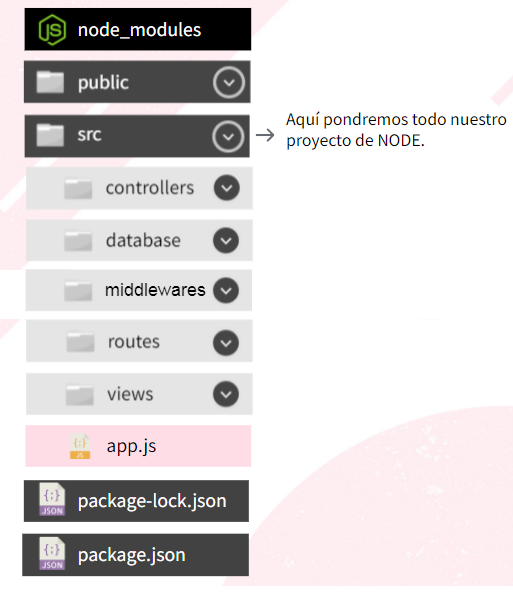 JS
node_modules
public
src
Aquí pondremos todo nuestro
proyecto de NODE.
controllers
database
middlewares
routes
views
{;}
JS
app.js
{;}
JSON
package-lock.json
{;}
JSON
package.json